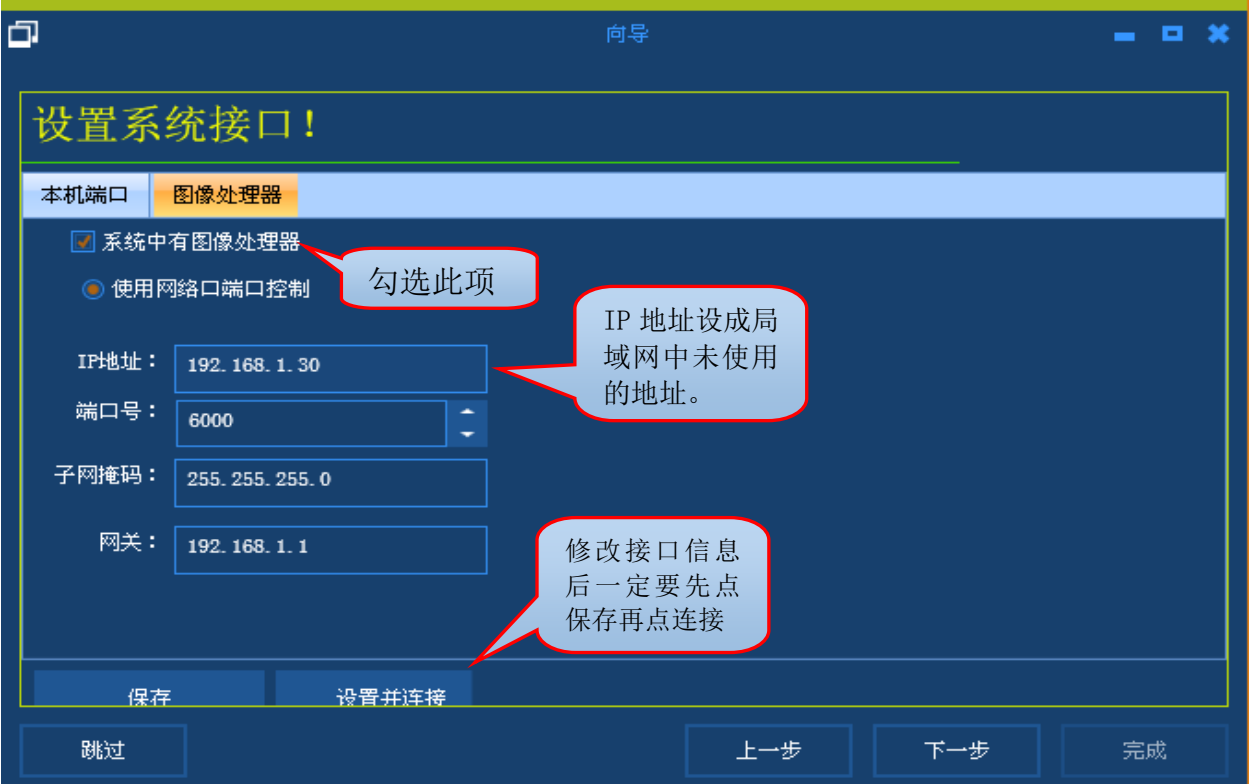 向导
设置系统接口！
本机端口 图像处理器
系统中有图像处理器
勾选此项
使用网络口端口控制
IP 地址设成局
域网中未使用
的地址。
IP地址： 192.168.1.30
端口号： 6000
子网掩码： 255.255.255.0
网关： 192.168.1.1
修改接口信息
后一定要先点
保存再点连接
保存 设置并连接
跳过 上一步 下一步 完成